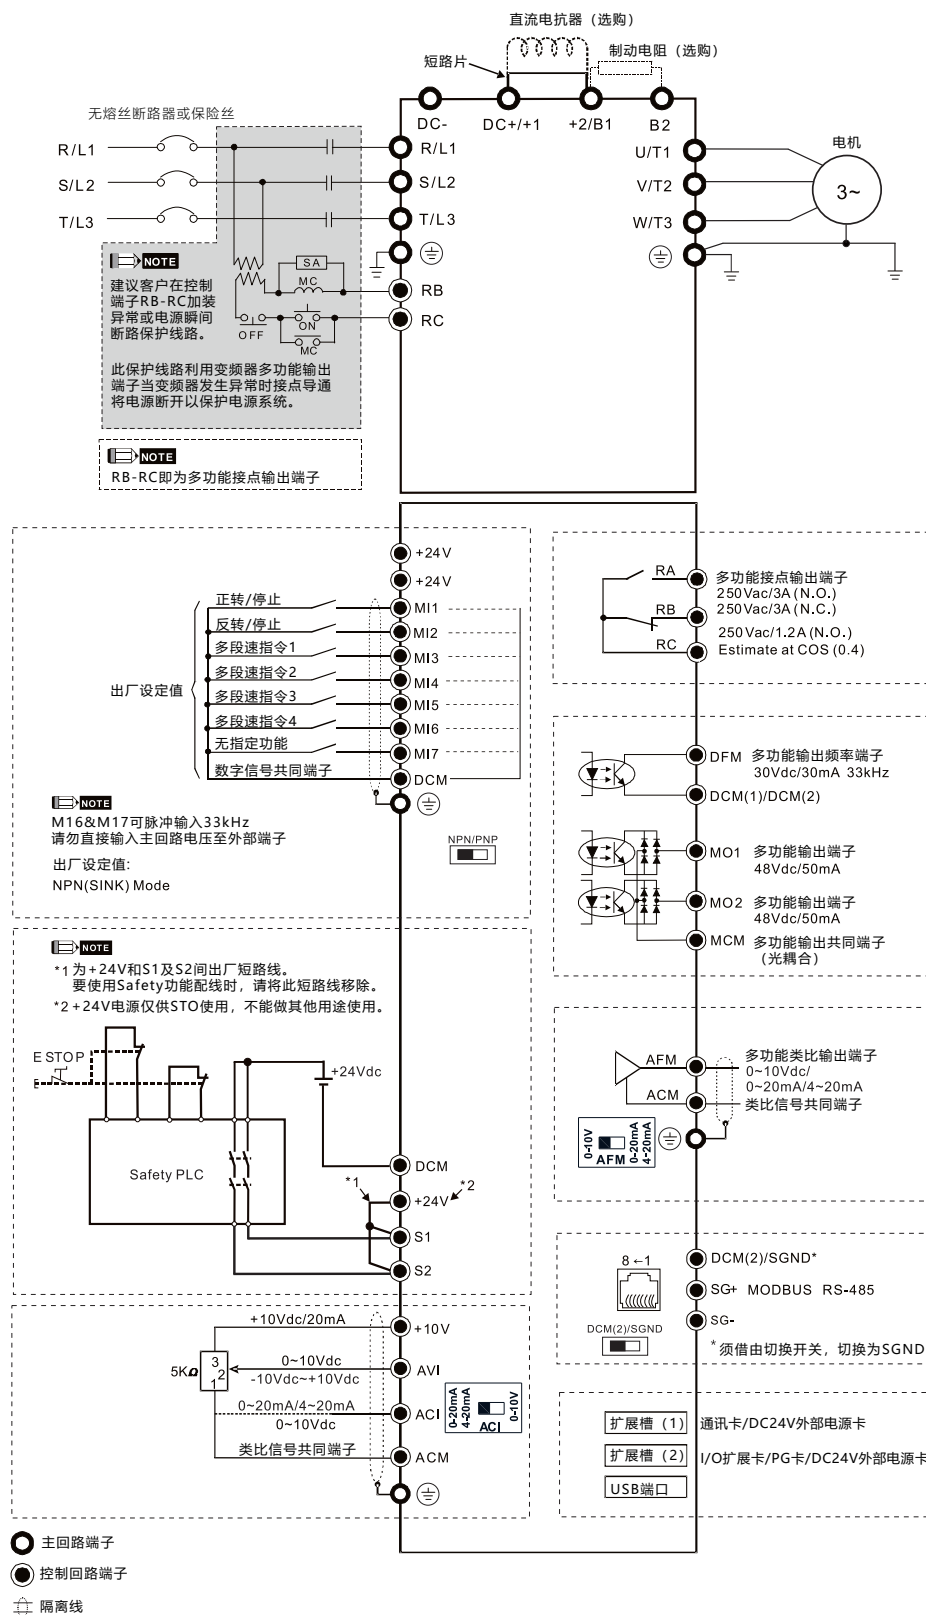 直流电抗器（选购）
制动电阻（选购）
短路片
无熔丝断路器或保险丝
DC-
DC+/+1
+2/B1
B2
电机
R/L1
R/L1
U/T1
S/L2
S/L2
V/T2
3~
T/L3
T/L3
W/T3
NOTE
建议客户在控制
端子RB-RC加装
异常或电源瞬间
断路保护线路。
SA
MC
RB
RC
OFF
ON
MC
此保护线路利用变频器多功能输出
端子当变频器发生异常时接点导通
将电源断开以保护电源系统。
NOTE
RB-RC即为多功能接点输出端子
+24V
+24V
正转/停止
MI1
反转/停止
MI2
多段速指令1
MI3
多段速指令2
MI4
出厂设定值
多段速指令3
MI5
多段速指令4
MI6
无指定功能
MI7
数字信号共同端子
DCM
NOTE
M16&M17可脉冲输入33kHz
请勿直接输入主回路电压至外部端子
出厂设定值:
NPN(SINK) Mode
NPN/PNP
RA
多功能接点输出端子
250Vac/3A (N.O.)
RB
250Vac/3A (N.C.)
250Vac/1.2A (N.O.)
RC
Estimate at COS (0.4)
DFM
多功能输出频率端子
30Vdc/30mA 33kHz
DCM(1)/DCM(2)
MO1
多功能输出端子
48Vdc/50mA
MO2
多功能输出端子
48Vdc/50mA
MCM
多功能输出共同端子
(光耦合)
NOTE
*1 为+24V和S1及S2间出厂短路线。
要使用Safety功能配线时，请将此短路线移除。
*2 +24V电源仅供STO使用，不能做其他用途使用。
ESTOP
+24Vdc
Safety PLC
DCM
*1
+24V
*2
S1
S2
AFM
多功能类比输出端子
0~10Vdc/
0~20mA/4~20mA
ACM
类比信号共同端子
0-10V
AFM
0-20mA
4-20mA
8←1
DCM(2)/SGND*
SG+ MODBUS RS-485
SG-
DCM(2)/SGND
*须借由切换开关，切换为SGND
+10Vdc/20mA
+10V
5KΩ
3
2
1
0~10Vdc
-10Vdc~+10Vdc
AVI
0~20mA/4~20mA
0~10Vdc
ACI
0-20mA
4-20mA
ACI
0-10V
类比信号共同端子
ACM
扩展槽（1）
通讯卡/DC24V外部电源卡
扩展槽（2）
I/O扩展卡/PG卡/DC24V外部电源卡
USB端口
主回路端子
控制回路端子
隔离线